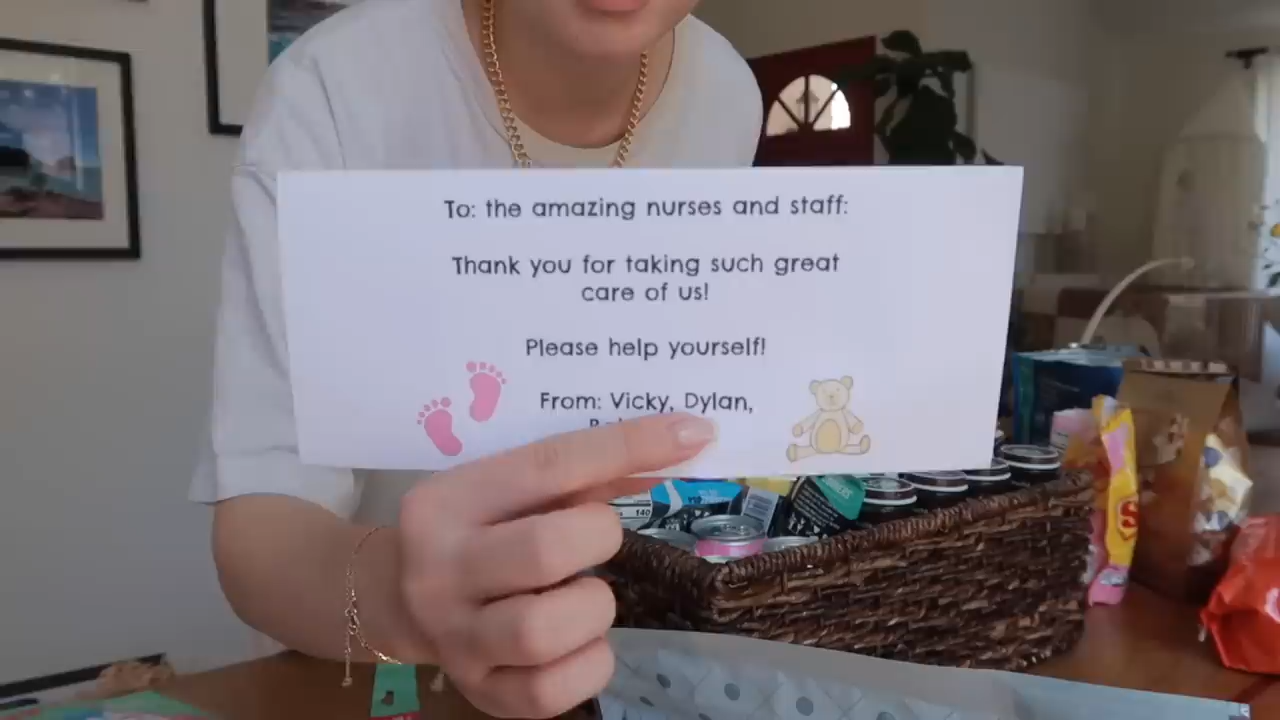 To: the amazing nurses and staff:
Thank you for taking such great
care of us!
Please help yourself!
From: Vicky, Dylan,
140